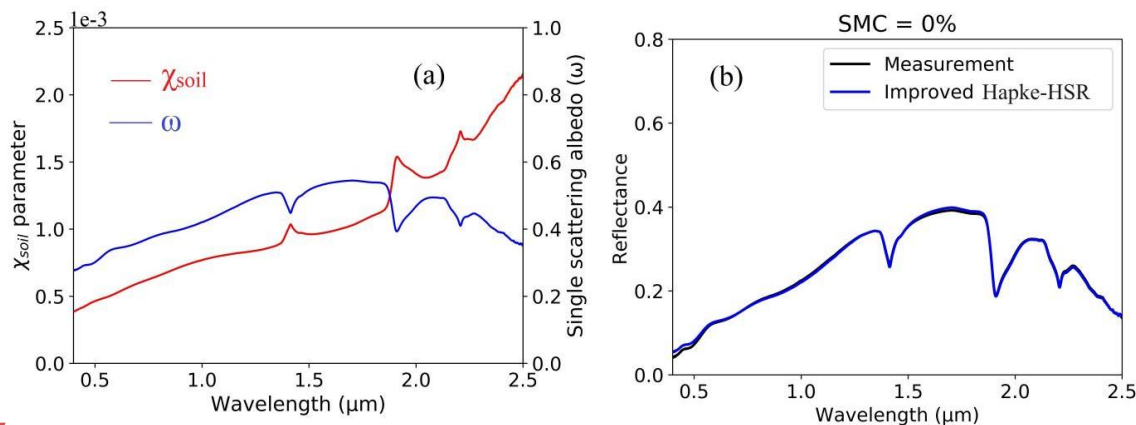 1e-3
2.5
2.0
1.5
1.0
0.5
0.0
χsoil parameter
χsoil
ω
(a)
1.0
0.8
0.6
0.4
0.2
0.0
Single scattering albedo (ω)
0.5 1.0 1.5 2.0 2.5
Wavelength (μm)
SMC = 0%
0.8
0.6
0.4
0.2
0.0
Reflectance
(b)
Measurement
Improved Hapke-HSR
0.5 1.0 1.5 2.0 2.5
Wavelength (μm)